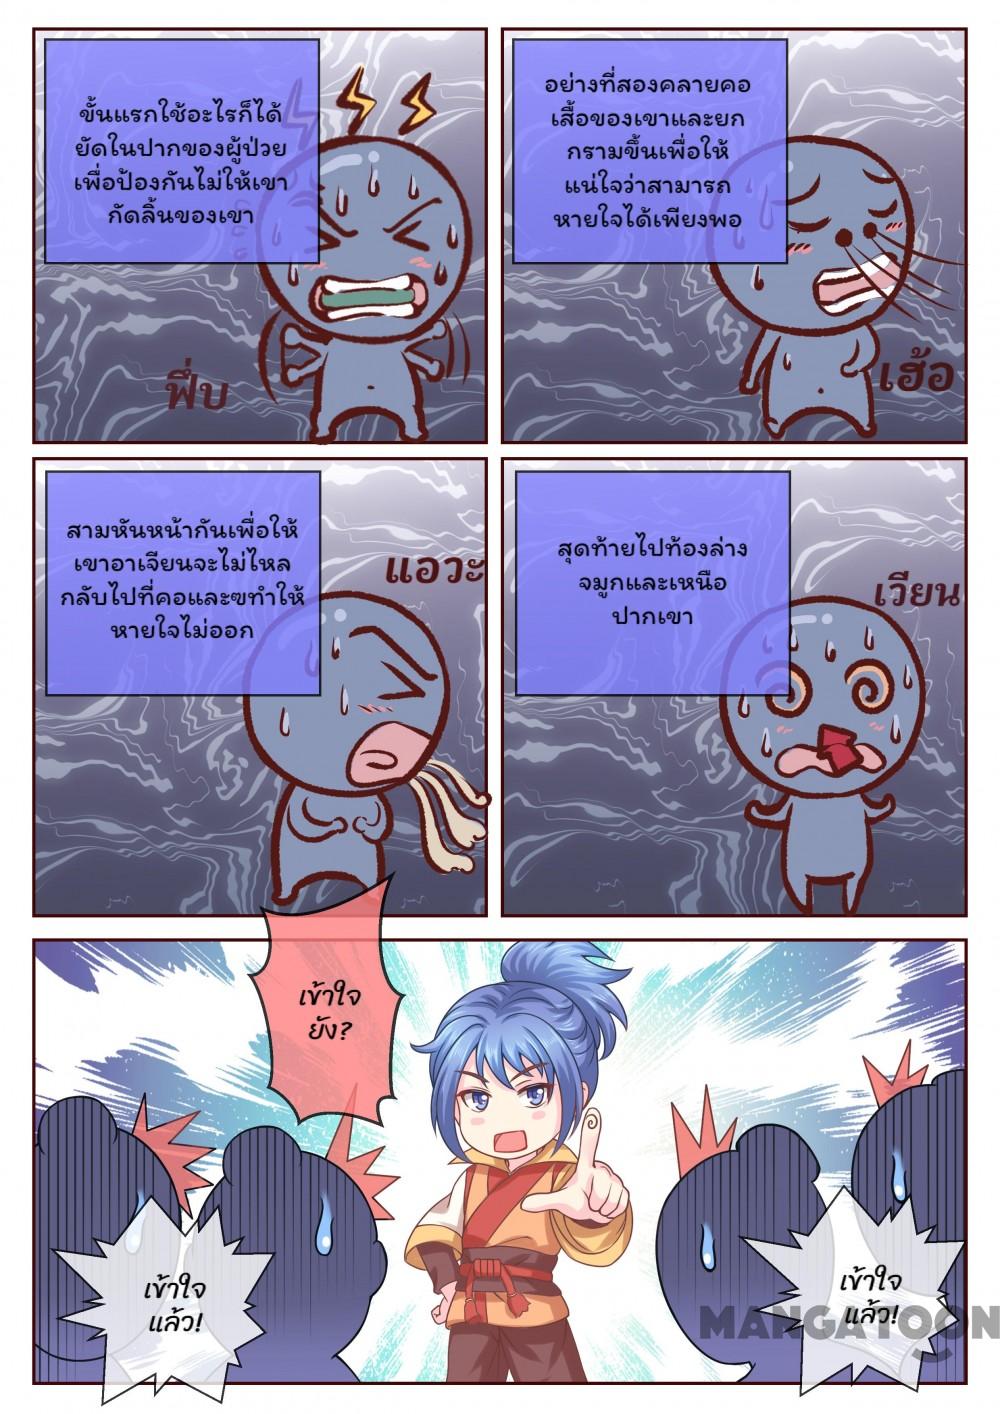 ขั้นแรกใช้อะไรก็ได้
ยัดในปากของผู้ป่วย
เพื่อป้องกันไม่ให้เขา
กัดลิ้นของเขา
ฟึ่บ
อย่างที่สองคลายคอ
เสื้อของเขาและยก
กรามขึ้นเพื่อให้
แน่ใจว่าสามารถ
หายใจได้เพียงพอ
เฮ้อ
สามหันหน้ากันเพื่อให้
เขาอาเจียนจะไม่ไหล
กลับไปที่คอและฃทำให้
หายใจไม่ออก
แอวะ
สุดท้ายไปท้องล่าง
จมูกและเหนือ
ปากเขา
เวียน
เข้าใจ
ยัง?
เข้าใจ
แล้ว!
เข้าใจ
แล้ว!
MANGATOON